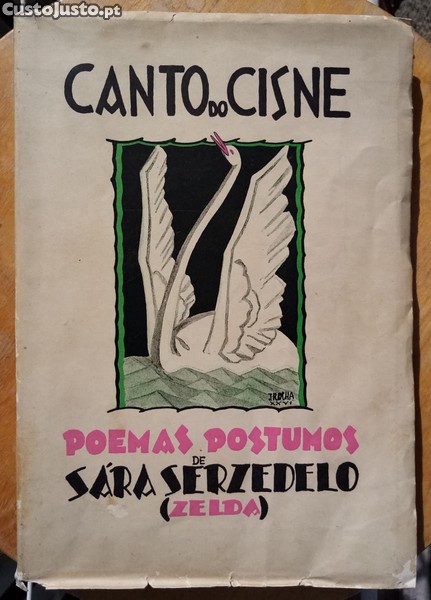 CustoJusto.pt
CANTO DO CISNE
J.ROCHA
XXVI
POEMAS POSTUMOS
DE
SÁRA SERZEDELO
(ZELDA)